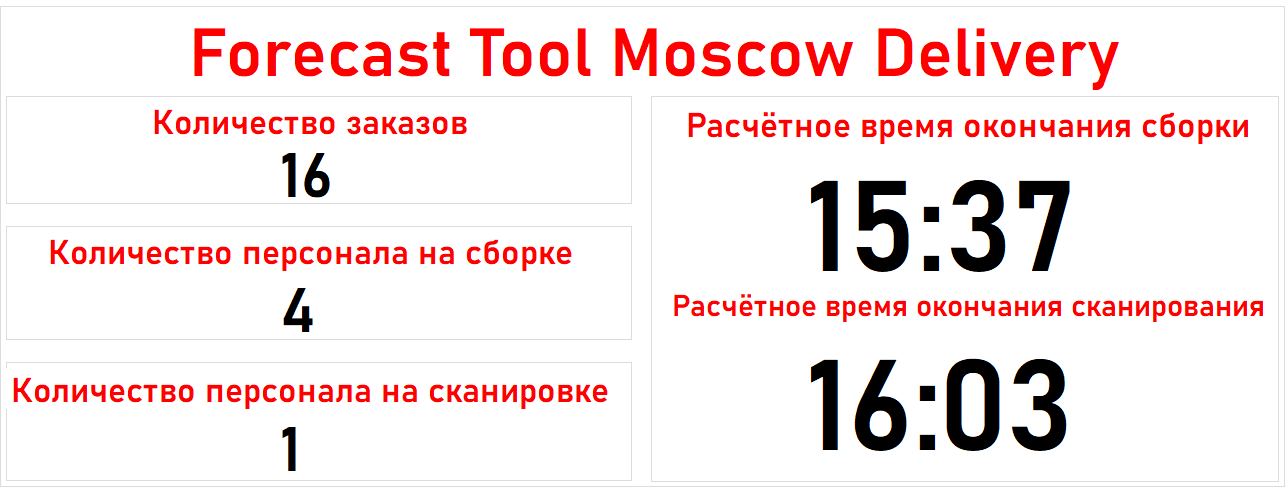 Forecast Tool Moscow Delivery
Количество заказов
16
Количество персонала на сборке
4
Количество персонала на сканировке
1
Расчётное время окончания сборки
15:37
Расчётное время окончания сканирования
16:03